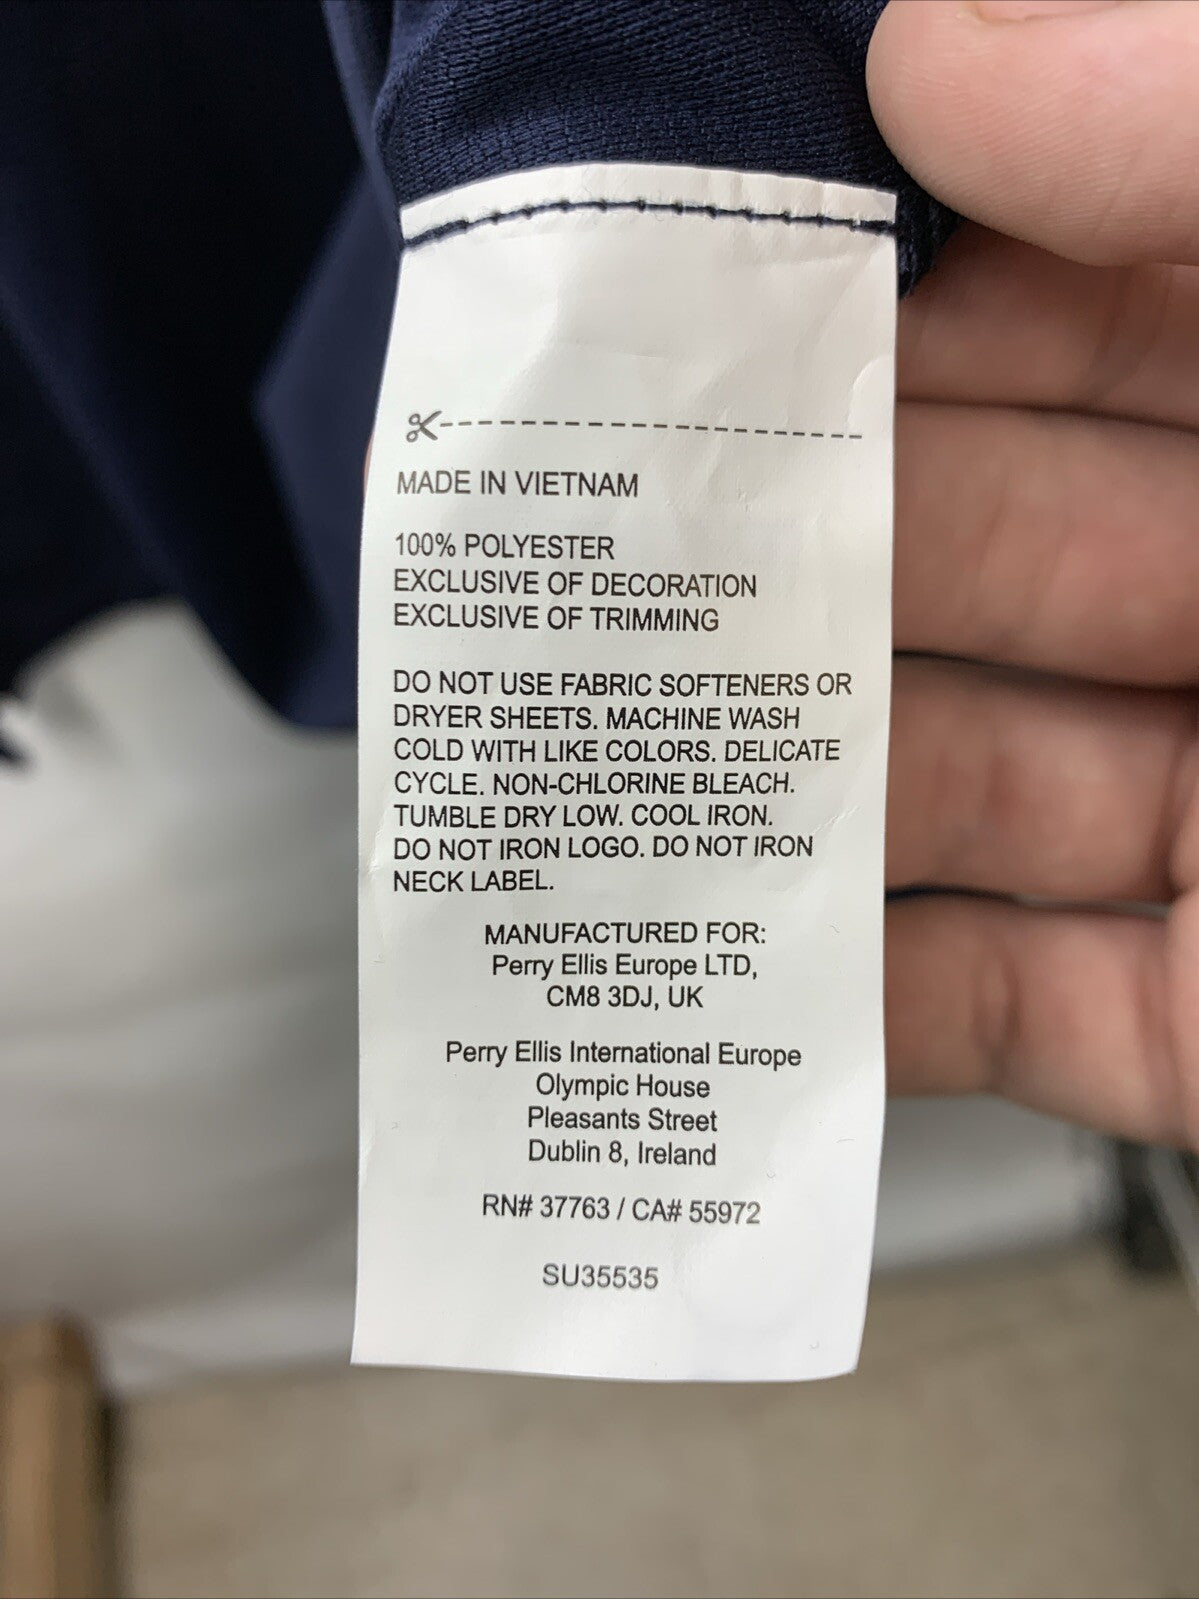 MADE IN VIETNAM
100% POLYESTER
EXCLUSIVE OF DECORATION
EXCLUSIVE OF TRIMMING
DO NOT USE FABRIC SOFTENERS OR
DRYER SHEETS. MACHINE WASH
COLD WITH LIKE COLORS. DELICATE
CYCLE. NON-CHLORINE BLEACH.
TUMBLE DRY LOW. COOL IRON.
DO NOT IRON LOGO. DO NOT IRON
NECK LABEL.
MANUFACTURED FOR:
Perry Ellis Europe LTD,
CM8 3DJ, UK
Perry Ellis International Europe
Olympic House
Pleasants Street
Dublin 8, Ireland
RN# 37763 / CA# 55972
SU35535